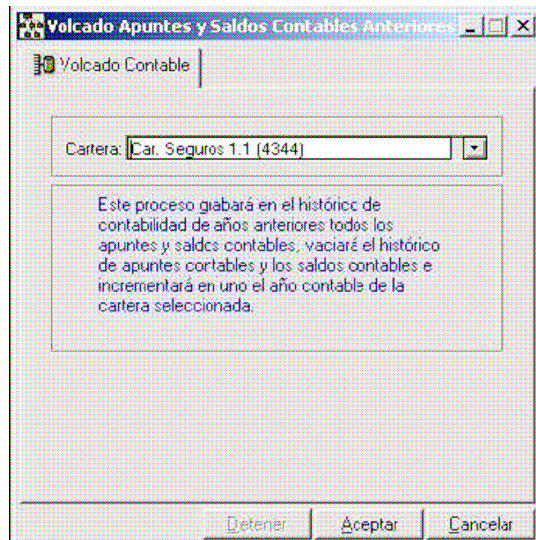 Volcado Apuntes y Saldos Contables Anteriores
Volcado Contable
Cartera: Car. Seguros 1.1 (4344)
Este proceso grabará en el histórico de
contabilidad de años anteriores todos los
apuntes y saldos contables, vaciará el histórico
de apuntes contables y los saldos contables e
incrementará en uno el año contable de la
cartera seleccionada.
Detener Aceptar Cancelar